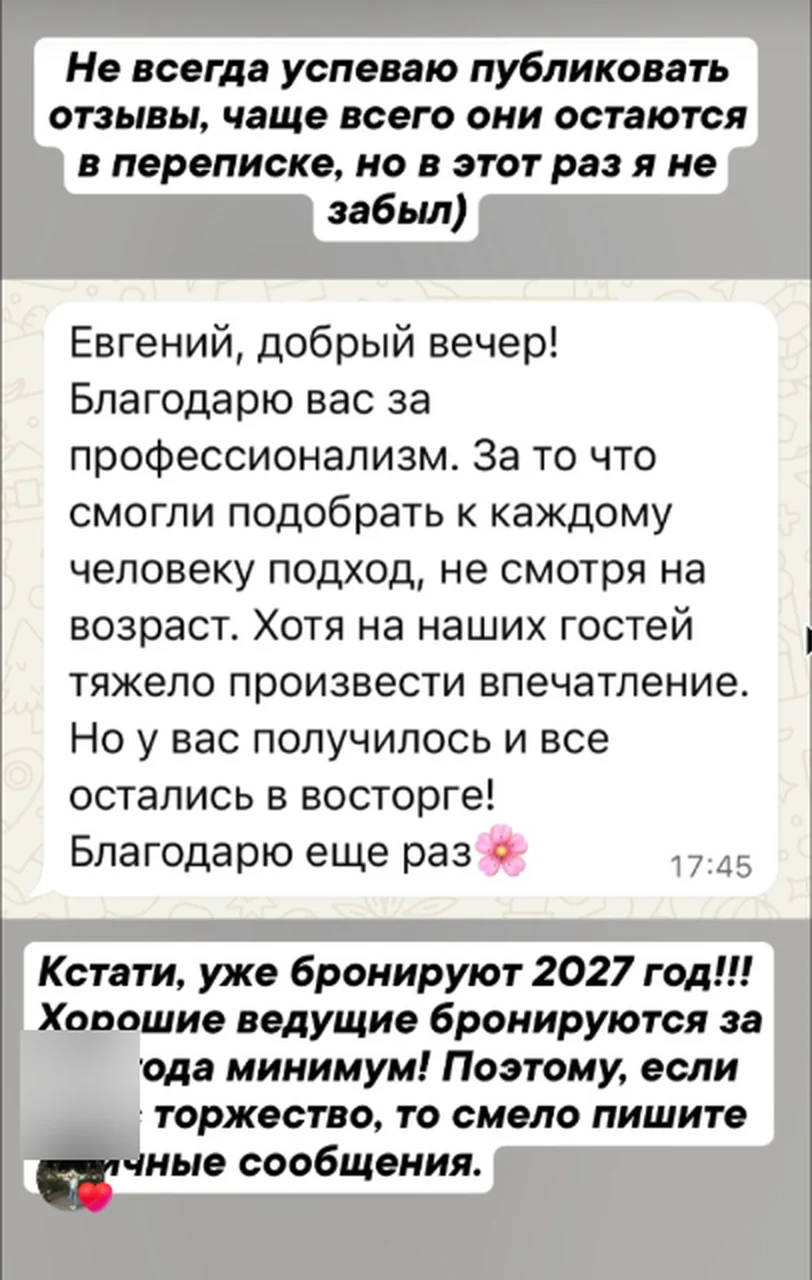 Не всегда успеваю публиковать
отзывы, чаще всего они остаются
в переписке, но в этот раз я не
забыл)
Евгений, добрый вечер!
Благодарю вас за
профессионализм. За то что
смогли подобрать к каждому
человеку подход, не смотря на
возраст. Хотя на наших гостей
тяжело произвести впечатление.
Но у вас получилось и все
остались в восторге!
Благодарю еще раз🌸
17:45
Кстати, уже бронируют 2027 год!!!
Хорошие ведущие бронируются за
минимум! Поэтому, если
торжество, то смело пишите
сообщения.